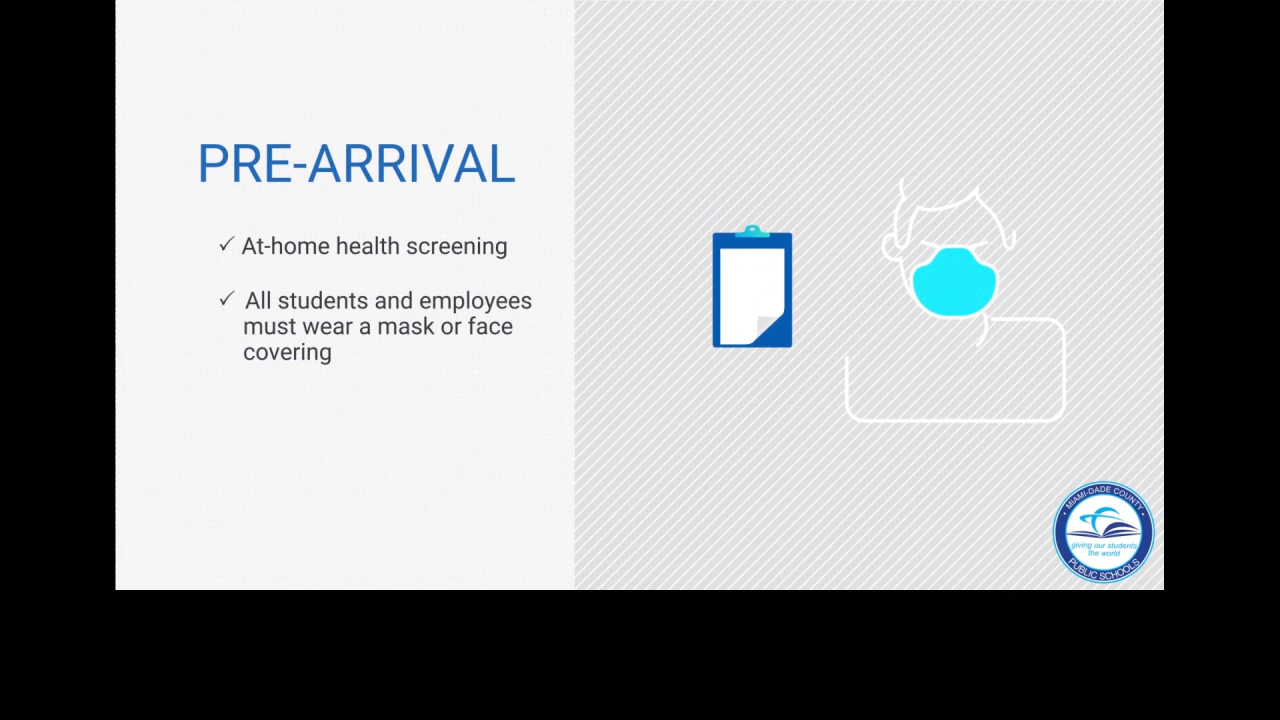 PRE-ARRIVAL
✓ At-home health screening
✓ All students and employees
must wear a mask or face
covering
MIAMI-DADE COUNTY
giving our students
the world
PUBLIC SCHOOLS